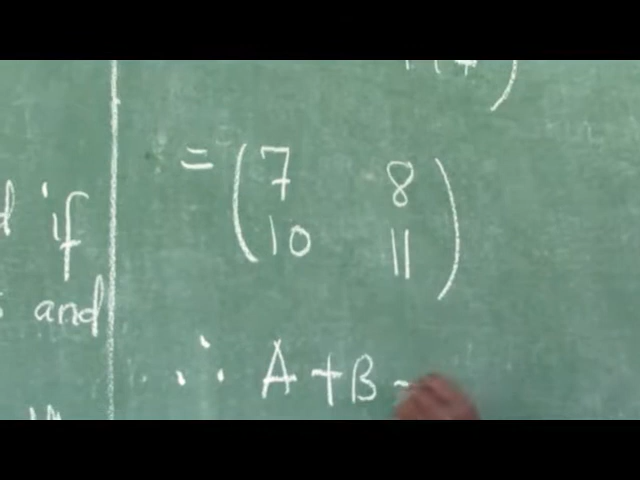 if
and
= ( 7 8
10 11 )
∴ A + B -